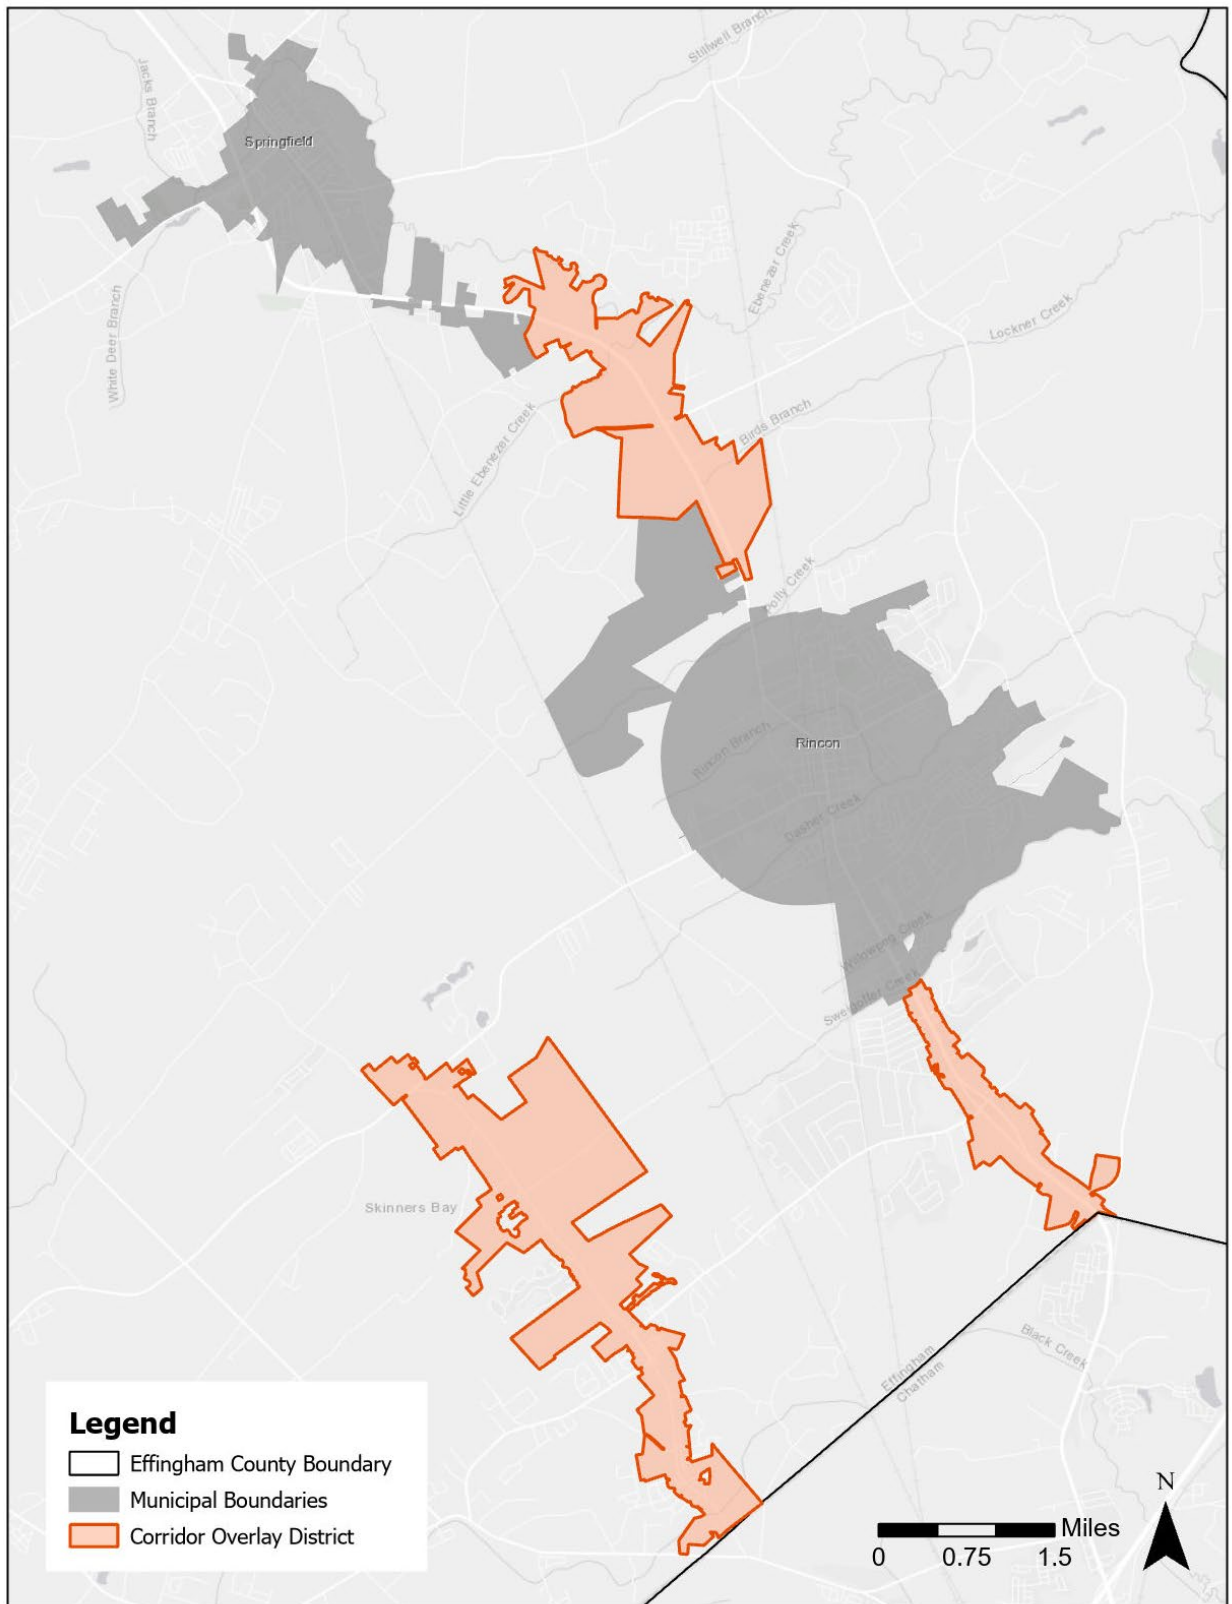 Stillwell Branch
Jacks Branch
Springfield
Ebenezer Creek
White Deer Branch
Lockner Creek
Little Ebenezer Creek
Birds Branch
Polly Creek
Rincon Branch
Rincon
Dasher Creek
Willowpeg Creek
Sweigoffer Creek
Skinners Bay
Effingham
Chatham
Black Creek
Legend
Effingham County Boundary
Municipal Boundaries
Corridor Overlay District
N
Miles
0 0.75 1.5